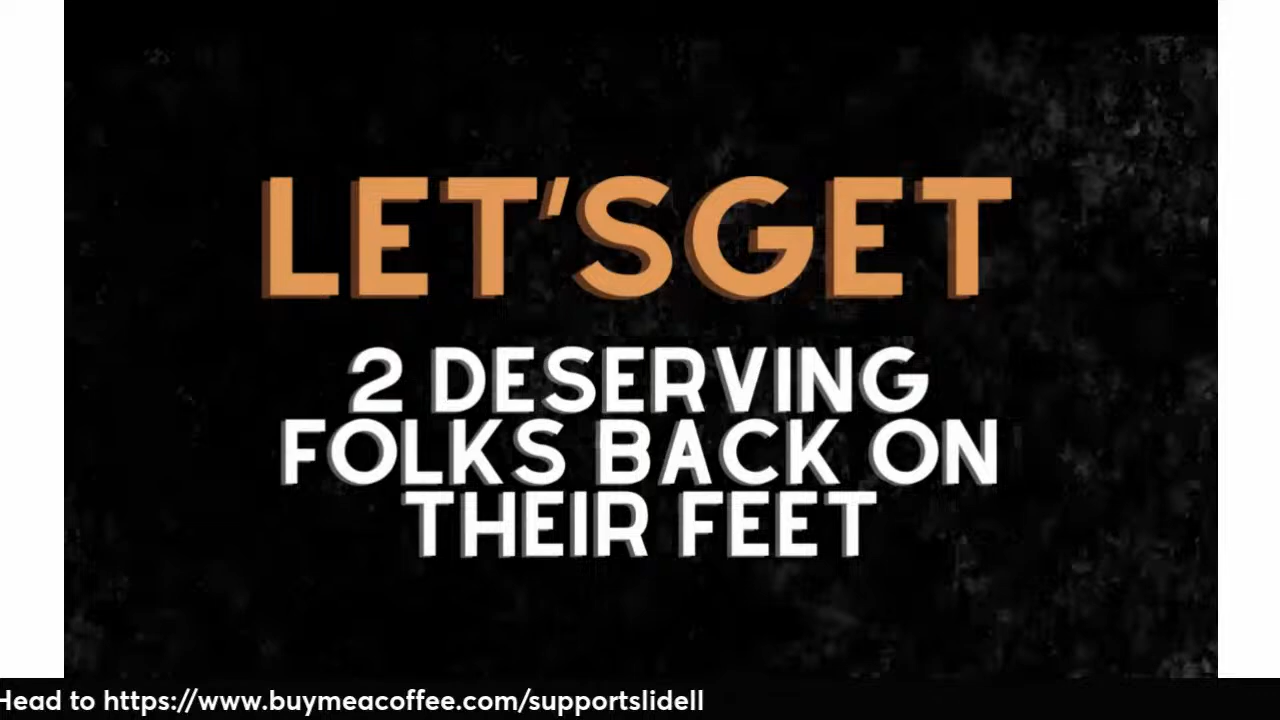 LET'SGET
2 DESERVING
FOLKS BACK ON
THEIR FEET
Head to https://www.buymeacoffee.com/supportslidell